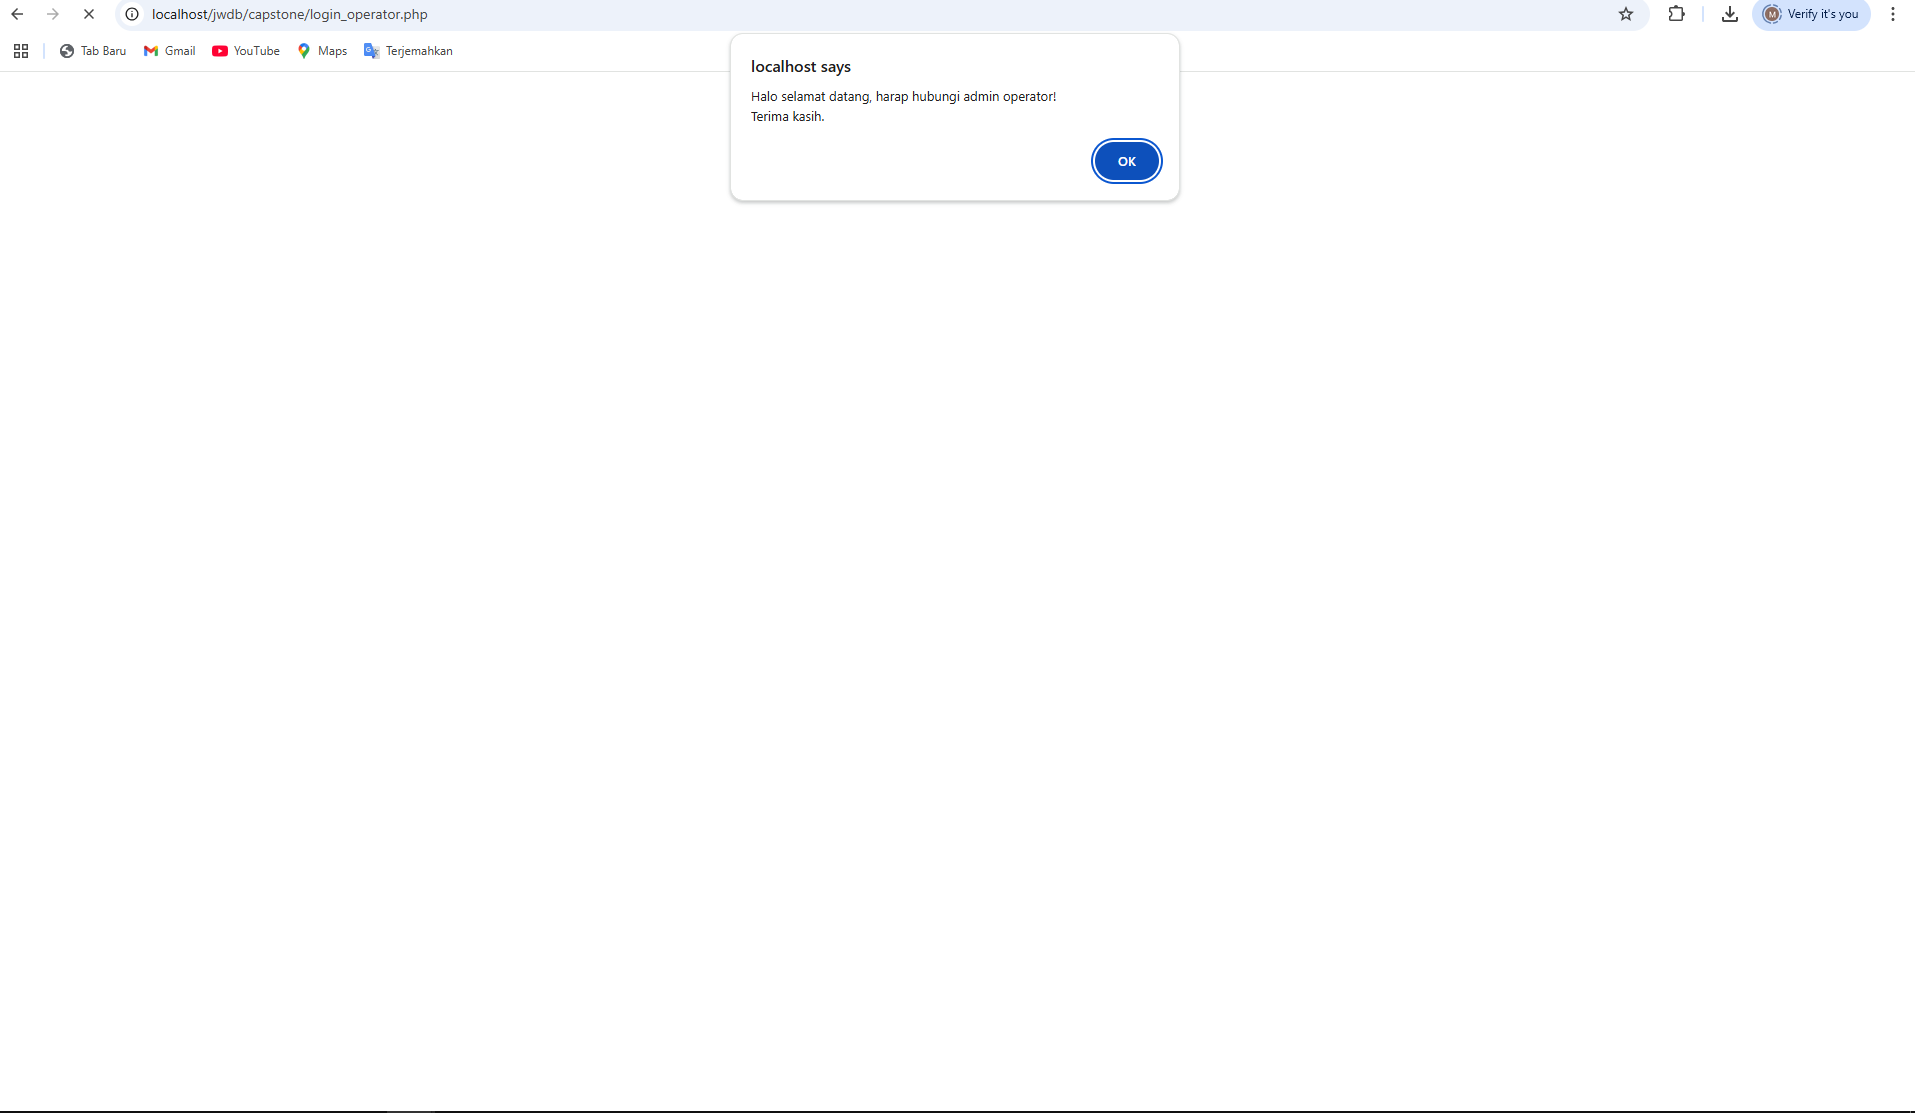 localhost/jwdb/capstone/login_operator.php
M
Verify it's you
Tab Baru
Gmail
YouTube
Maps
Terjemahkan
localhost says
Halo selamat datang, harap hubungi admin operator!
Terima kasih.
OK